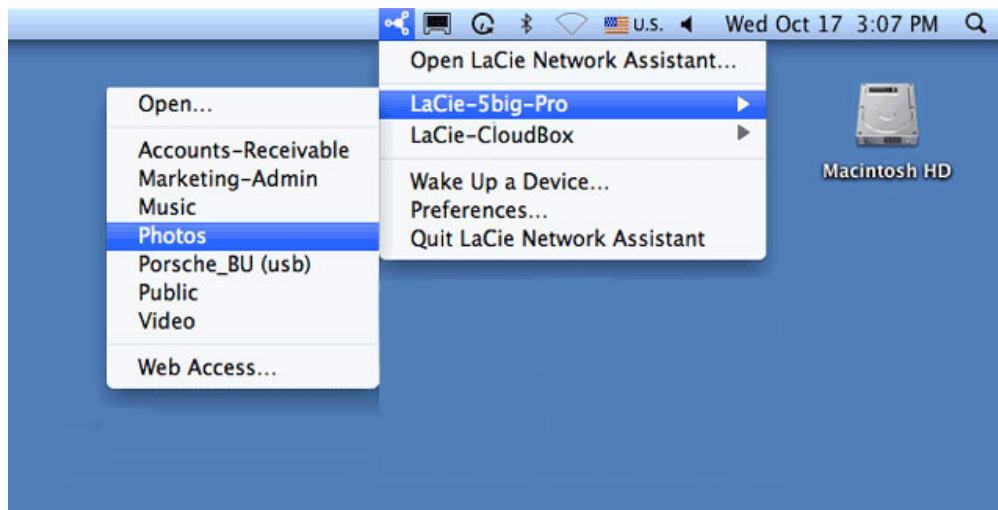 U.S.
Wed Oct 17 3:07 PM
Open LaCie Network Assistant...
LaCie-5big-Pro
LaCie-CloudBox
Wake Up a Device...
Preferences...
Quit LaCie Network Assistant
Open...
Accounts-Receivable
Marketing-Admin
Music
Photos
Porsche_BU (usb)
Public
Video
Web Access...
Macintosh HD